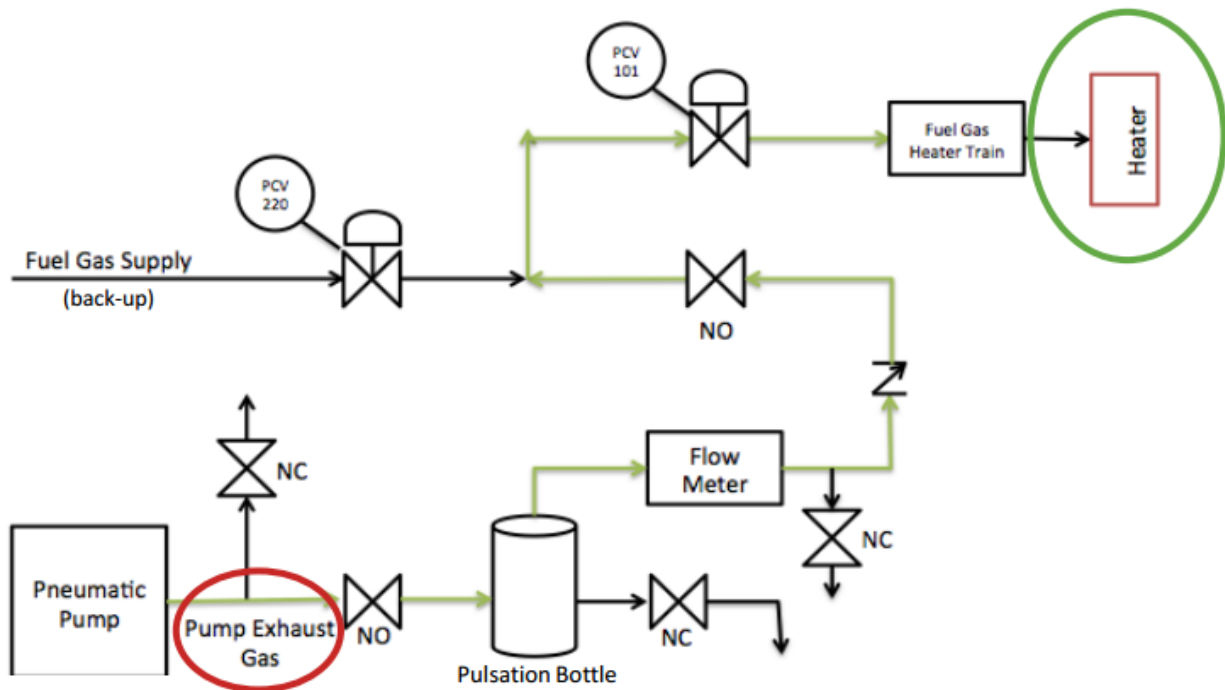 PCV
101
Fuel Gas
Heater Train
Heater
PCV
220
Fuel Gas Supply
(back-up)
NO
NC
Flow
Meter
NC
Pneumatic
Pump
Pump Exhaust
Gas
NO
NC
Pulsation Bottle